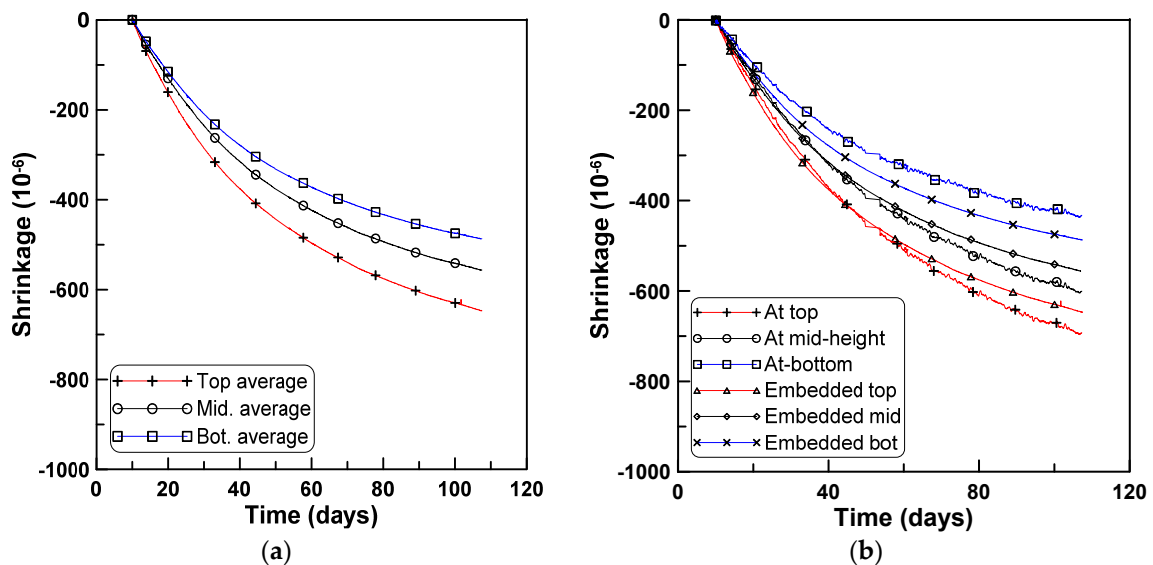 0
-200
-400
-600
-800
-1000
Shrinkage (10⁻⁶)
Top average
Mid. average
Bot. average
0 20 40 60 80 100 120
Time (days)
(a)
0
-200
-400
-600
-800
-1000
Shrinkage (10⁻⁶)
At top
At mid-height
At-bottom
Embedded top
Embedded mid
Embedded bot
0 40 80 120
Time (days)
(b)